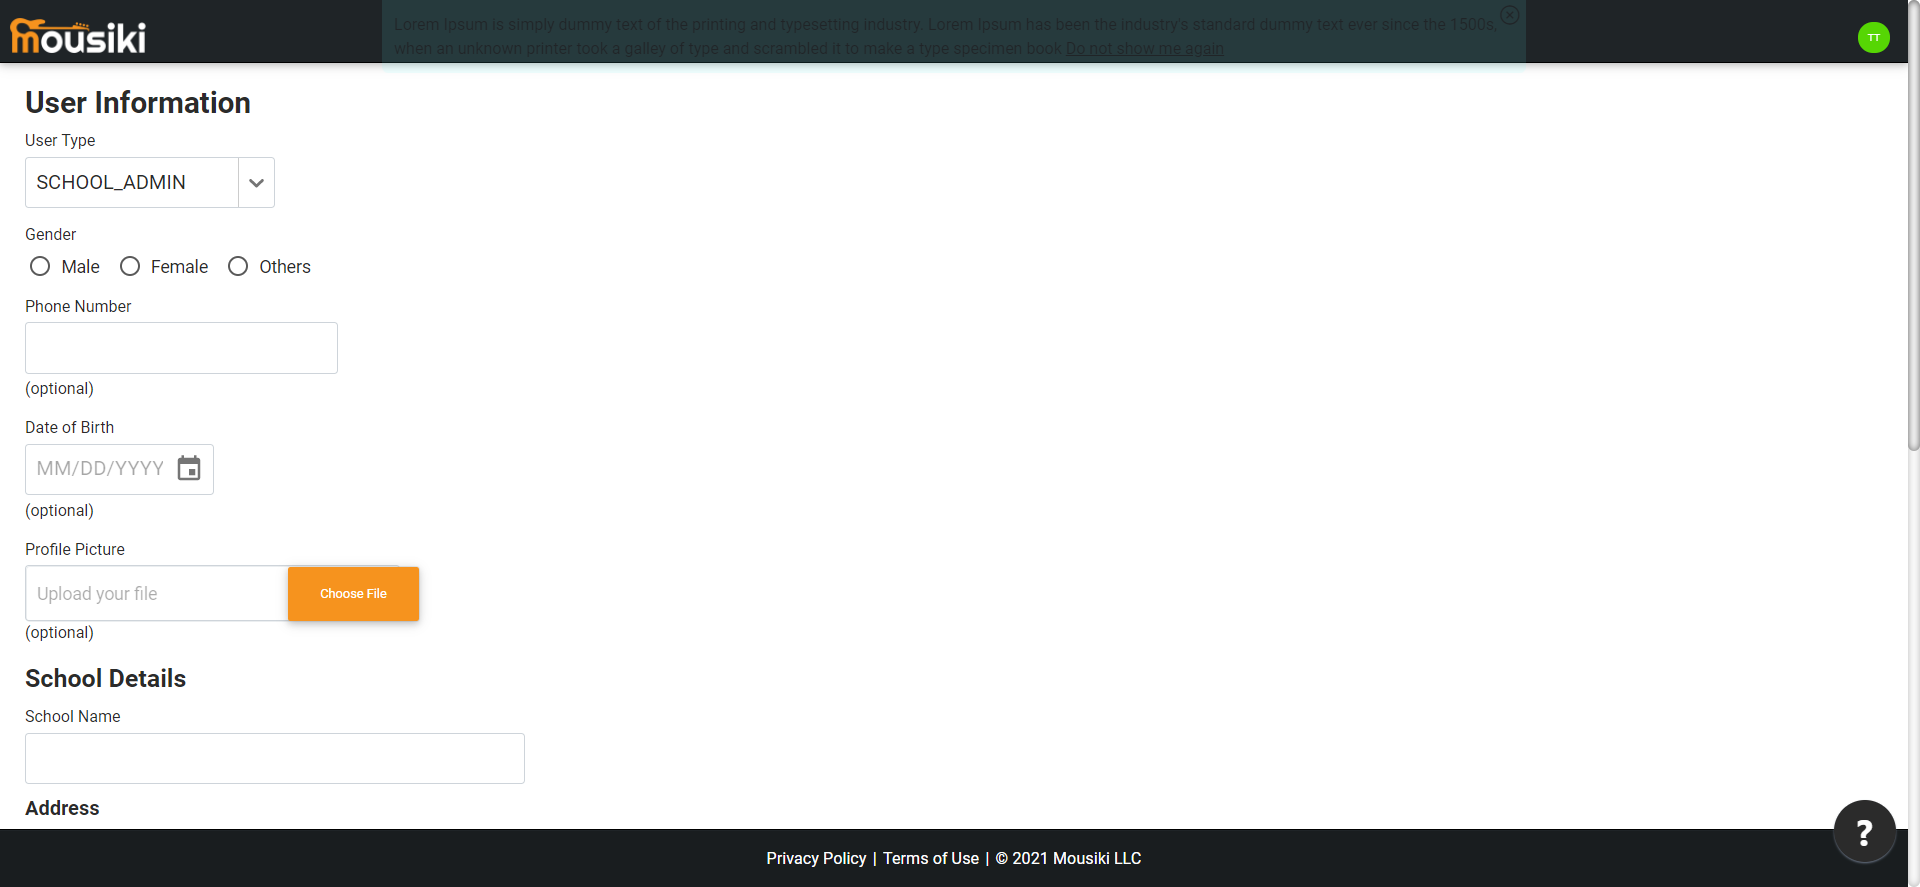 mousiki
Lorem Ipsum is simply dummy text of the printing and typesetting industry. Lorem Ipsum has been the industry's standard dummy text ever since the 1500s,
when an unknown printer took a galley of type and scrambled it to make a type specimen book Do not show me again
TT
User Information
User Type
SCHOOL_ADMIN
Gender
Male Female Others
Phone Number
(optional)
Date of Birth
MM/DD/YYYY
(optional)
Profile Picture
Upload your file Choose File
(optional)
School Details
School Name
Address
?
Privacy Policy | Terms of Use | © 2021 Mousiki LLC